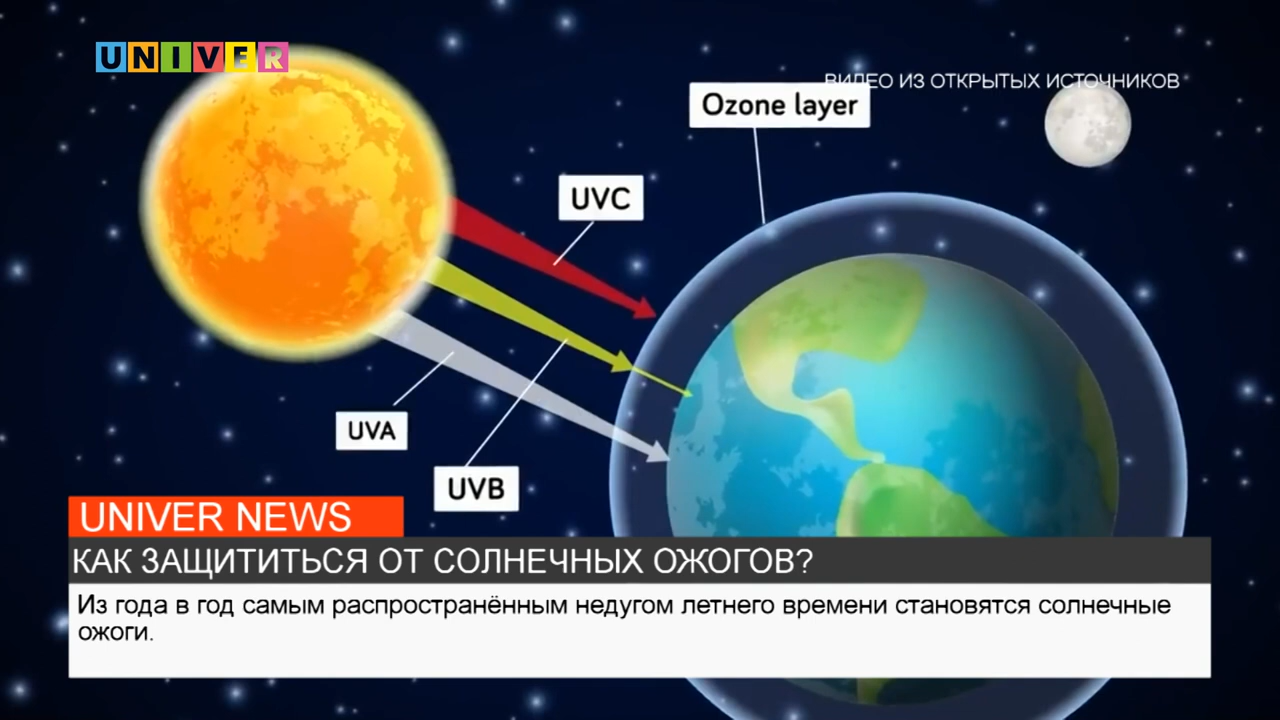 UNIVER
ВИДЕО ИЗ ОТКРЫТЫХ ИСТОЧНИКОВ
Ozone layer
UVC
UVA
UVB
UNIVER NEWS
КАК ЗАЩИТИТЬСЯ ОТ СОЛНЕЧНЫХ ОЖОГОВ?
Из года в год самым распространённым недугом летнего времени становятся солнечные
ожоги.